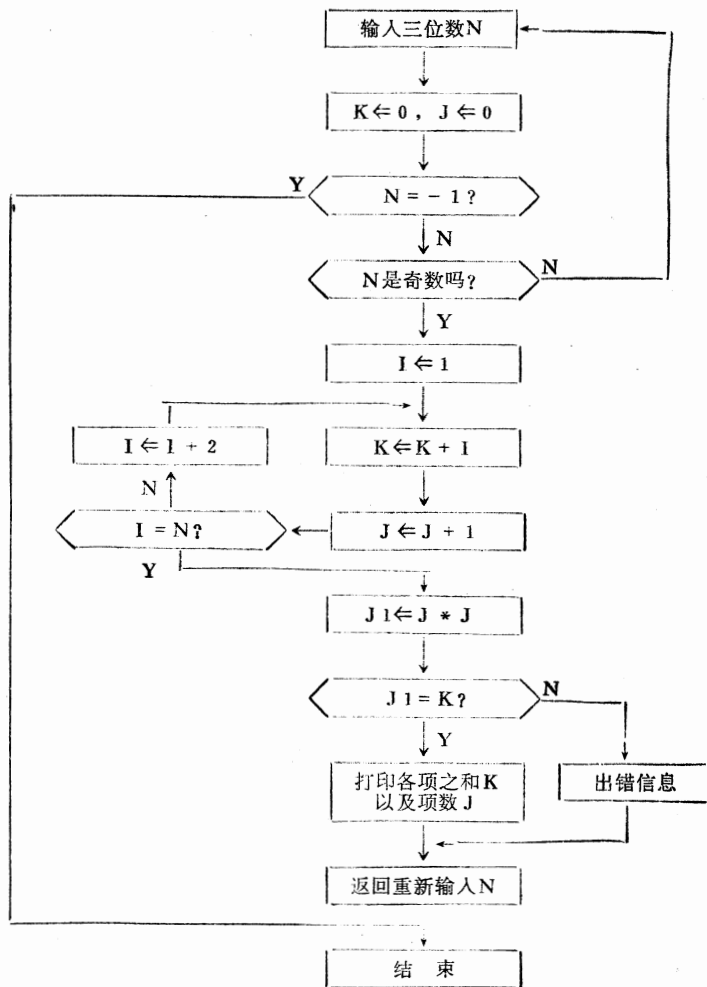 输入三位数N
K⇐0，J⇐0
N=-1?
Y
N
N是奇数吗?
N
Y
I⇐1
I⇐1+2
K⇐K+I
N
I=N?
J⇐J+1
Y
J1⇐J*J
J1=K?
N
Y
打印各项之和K
以及项数J
出错信息
返回重新输入N
结 束